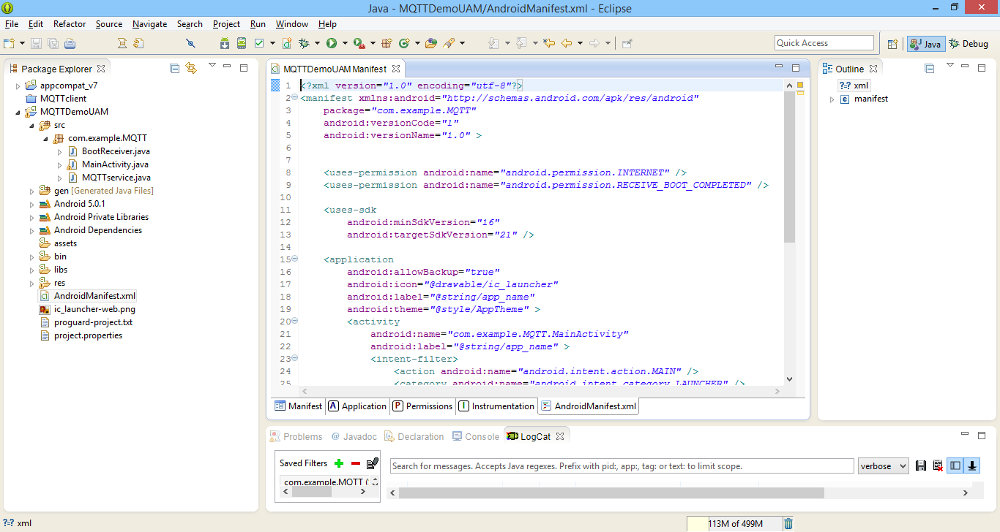 Java - MQTTDemoUAM/AndroidManifest.xml - Eclipse
File Edit Refactor Source Navigate Search Project Run Window Help
Quick Access
Java
Debug
Package Explorer
appcompat_v7
MQTTclient
MQTTDemoUAM
src
com.example.MQTT
BootReceiver.java
MainActivity.java
MQTTservice.java
gen [Generated Java Files]
Android 5.0.1
Android Private Libraries
Android Dependencies
assets
bin
libs
res
AndroidManifest.xml
ic_launcher-web.png
proguard-project.txt
project.properties
MQTTDemoUAM Manifest
1 <?xml version="1.0" encoding="utf-8"?>
2 <manifest xmlns:android="http://schemas.android.com/apk/res/android"
3 package="com.example.MQTT"
4 android:versionCode="1"
5 android:versionName="1.0" >
6
7
8 <uses-permission android:name="android.permission.INTERNET" />
9 <uses-permission android:name="android.permission.RECEIVE_BOOT_COMPLETED" />
10
11 <uses-sdk
12 android:minSdkVersion="16"
13 android:targetSdkVersion="21" />
14
15 <application
16 android:allowBackup="true"
17 android:icon="@drawable/ic_launcher"
18 android:label="@string/app_name"
19 android:theme="@style/AppTheme" >
20 <activity
21 android:name="com.example.MQTT.MainActivity"
22 android:label="@string/app_name" >
23 <intent-filter>
24 <action android:name="android.intent.action.MAIN" />
25 <category android:name="android.intent.category.LAUNCHER" />
Manifest
A Application
P Permissions
I Instrumentation
AndroidManifest.xml
Outline
?-? xml
e manifest
Problems
@ Javadoc
Declaration
Console
LogCat
Saved Filters
com.example.MQTT (
Search for messages. Accepts Java regexes. Prefix with pid:, app:, tag: or text: to limit scope.
verbose
?-? xml
113M of 499M